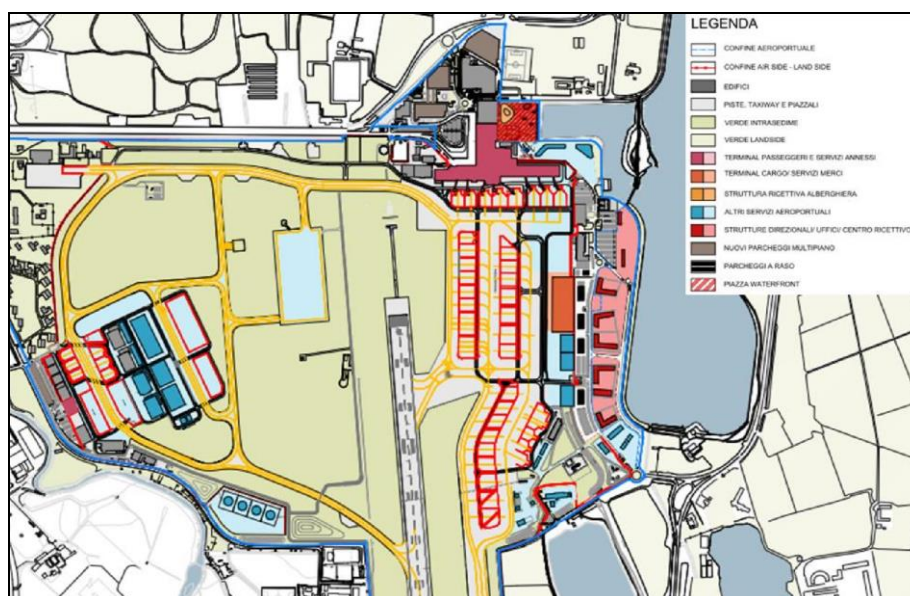 LEGENDA
CONFINE AEROPORTUALE
CONFINE AIR SIDE - LAND SIDE
EDIFICI
PISTE, TAXIWAY E PIAZZALI
VERDE INTRASEDIME
VERDE LANDSIDE
TERMINAL PASSEGGERI E SERVIZI ANNESSI
TERMINAL CARGO/ SERVIZI MERCI
STRUTTURA RICETTIVA ALBERGHIERA
ALTRI SERVIZI AEROPORTUALI
STRUTTURE DIREZIONALI/ UFFICI/ CENTRO RICETTIVO
NUOVI PARCHEGGI MULTIPIANO
PARCHEGGI A RASO
PIAZZA WATERFRONT